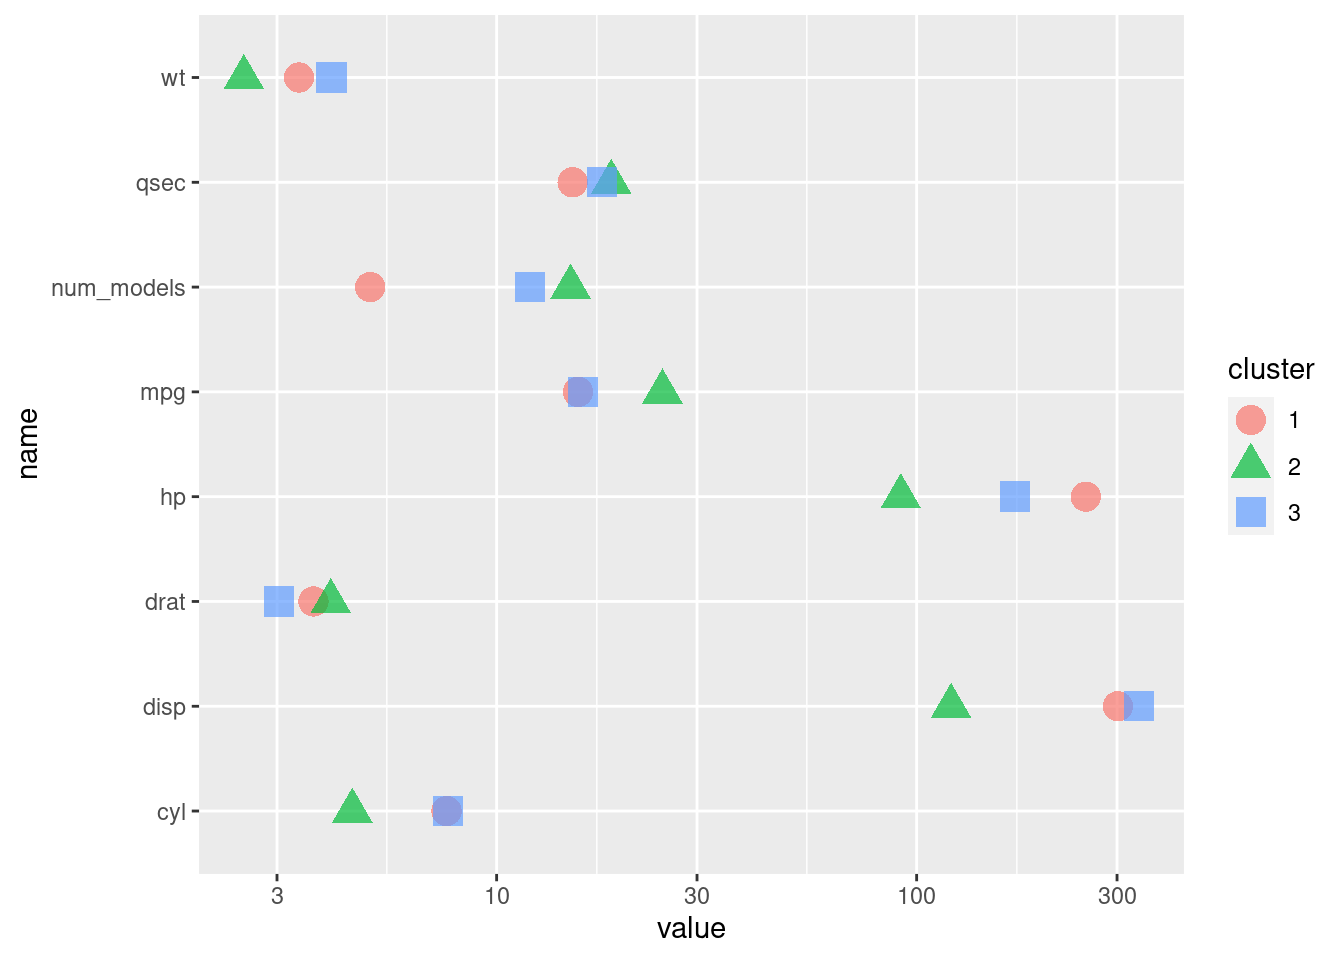 wt
qsec
num_models
mpg
hp
drat
disp
cyl
name
3 10 30 100 300
value
cluster
1
2
3